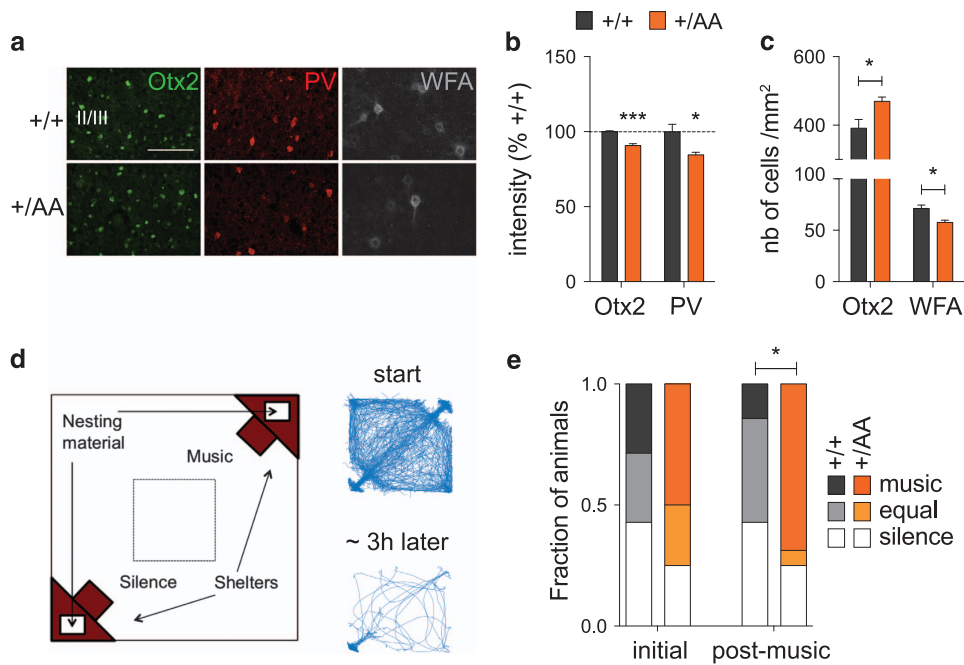 +/+ +/AA
a
Otx2 PV WFA
+/+
II/III
+/AA
b
intensity (% +/+)
150
100
50
0
*** *
Otx2 PV
c
nb of cells /mm²
600
400
100
50
0
* *
Otx2 WFA
d
Nesting
material
Music
Silence
Shelters
start
~ 3h later
e
Fraction of animals
1.0
0.5
0.0
*
initial post-music
+/+ +/AA
music
equal
silence